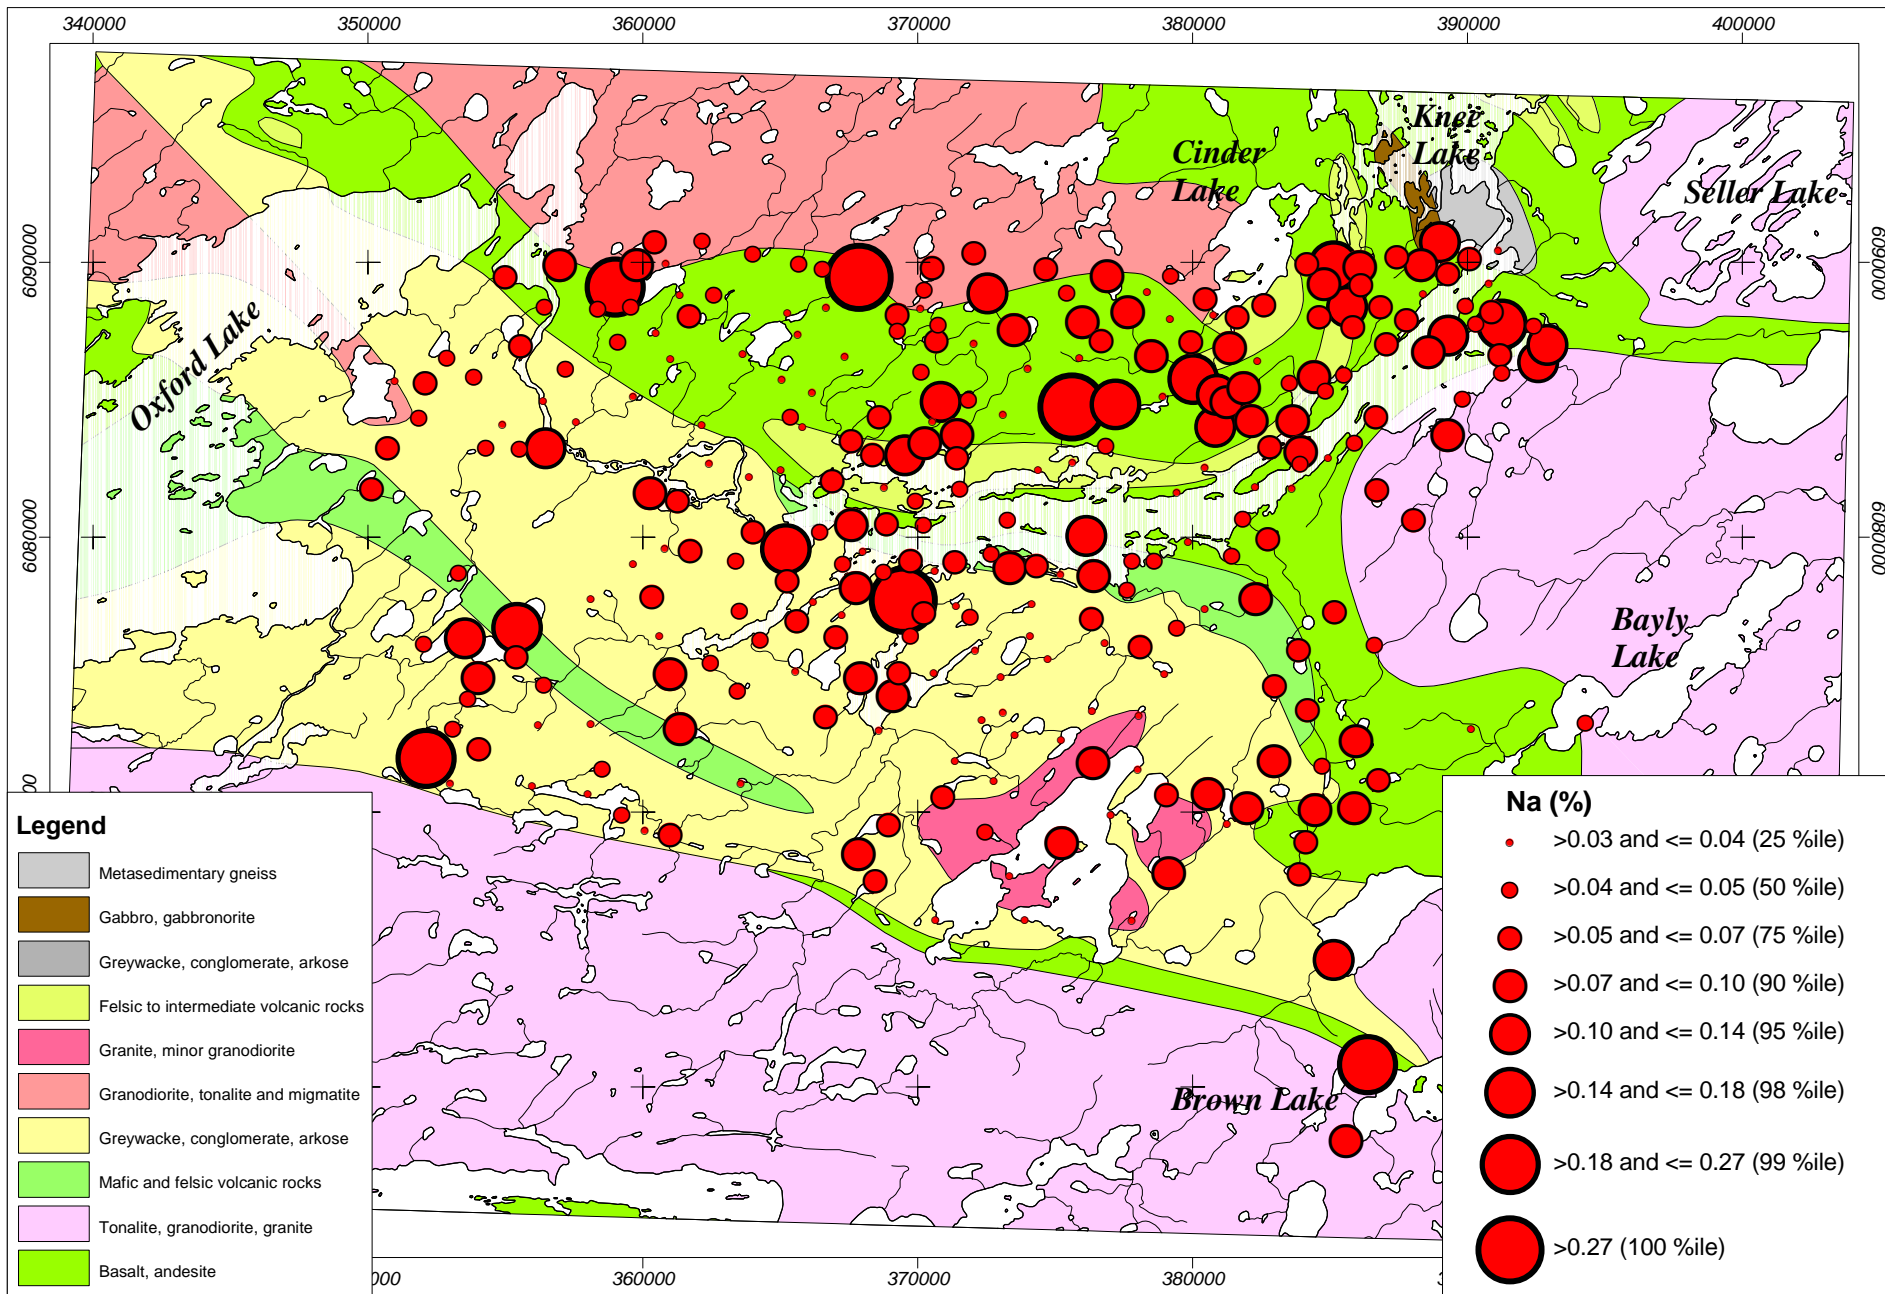 340000 350000 360000 370000 380000 390000 400000
Knee
Lake
Cinder
Lake
Seller Lake
6090000
6090000
Oxford Lake
6080000
6080000
Bayly
Lake
Brown Lake
00
Legend
Metasedimentary gneiss
Gabbro, gabbronorite
Greywacke, conglomerate, arkose
Felsic to intermediate volcanic rocks
Granite, minor granodiorite
Granodiorite, tonalite and migmatite
Greywacke, conglomerate, arkose
Mafic and felsic volcanic rocks
Tonalite, granodiorite, granite
Basalt, andesite
Na (%)
>0.03 and <= 0.04 (25 %ile)
>0.04 and <= 0.05 (50 %ile)
>0.05 and <= 0.07 (75 %ile)
>0.07 and <= 0.10 (90 %ile)
>0.10 and <= 0.14 (95 %ile)
>0.14 and <= 0.18 (98 %ile)
>0.18 and <= 0.27 (99 %ile)
>0.27 (100 %ile)
0000 360000 370000 380000